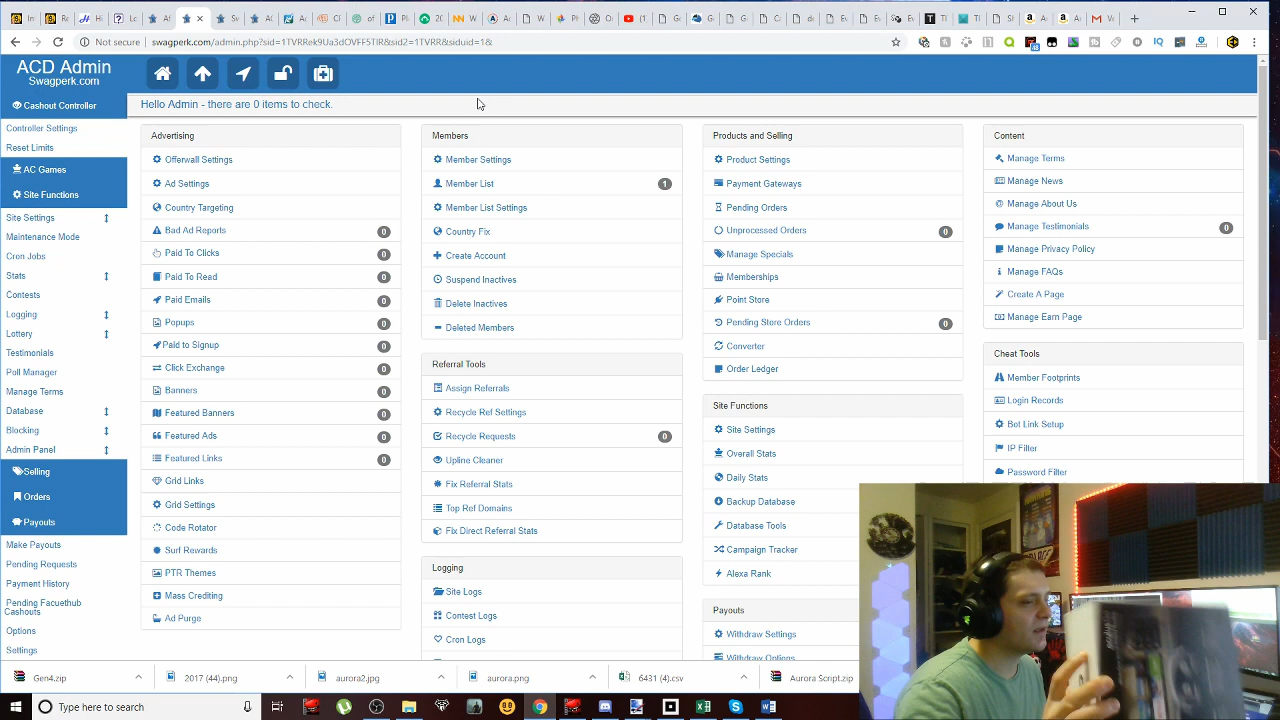 Not secure
swagperk.com/admin.php?sid=1TVRRek9Ua3dOVFF5TlR&sid2=1TVRR&siduid=1&
ACD Admin
Swagperk.com
Hello Admin - there are 0 items to check.
Cashout Controller
Controller Settings
Reset Limits
AC Games
Site Functions
Site Settings
Maintenance Mode
Cron Jobs
Stats
Contests
Logging
Lottery
Testimonials
Poll Manager
Manage Terms
Database
Blocking
Admin Panel
Selling
Orders
Payouts
Make Payouts
Pending Requests
Payment History
Pending Facuethub
Cashouts
Options
Settings
Advertising
Offerwall Settings
Ad Settings
Country Targeting
Bad Ad Reports 0
Paid To Clicks 0
Paid To Read 0
Paid Emails 0
Popups 0
Paid to Signup 0
Click Exchange 0
Banners 0
Featured Banners 0
Featured Ads 0
Featured Links 0
Grid Links
Grid Settings
Code Rotator
Surf Rewards
PTR Themes
Mass Crediting
Ad Purge
Members
Member Settings
Member List 1
Member List Settings
Country Fix
Create Account
Suspend Inactives
Delete Inactives
Deleted Members
Referral Tools
Assign Referrals
Recycle Ref Settings
Recycle Requests 0
Upline Cleaner
Fix Referral Stats
Top Ref Domains
Fix Direct Referral Stats
Logging
Site Logs
Contest Logs
Cron Logs
Products and Selling
Product Settings
Payment Gateways
Pending Orders
Unprocessed Orders 0
Manage Specials
Memberships
Point Store
Pending Store Orders 0
Converter
Order Ledger
Site Functions
Site Settings
Overall Stats
Daily Stats
Backup Database
Database Tools
Campaign Tracker
Alexa Rank
Payouts
Withdraw Settings
Withdraw Options
Content
Manage Terms
Manage News
Manage About Us
Manage Testimonials 0
Manage Privacy Policy
Manage FAQs
Create A Page
Manage Earn Page
Cheat Tools
Member Footprints
Login Records
Bot Link Setup
IP Filter
Password Filter
Gen4.zip
2017 (44).png
aurora2.jpg
aurora.png
6431 (4).csv
Aurora Script.zip
Type here to search